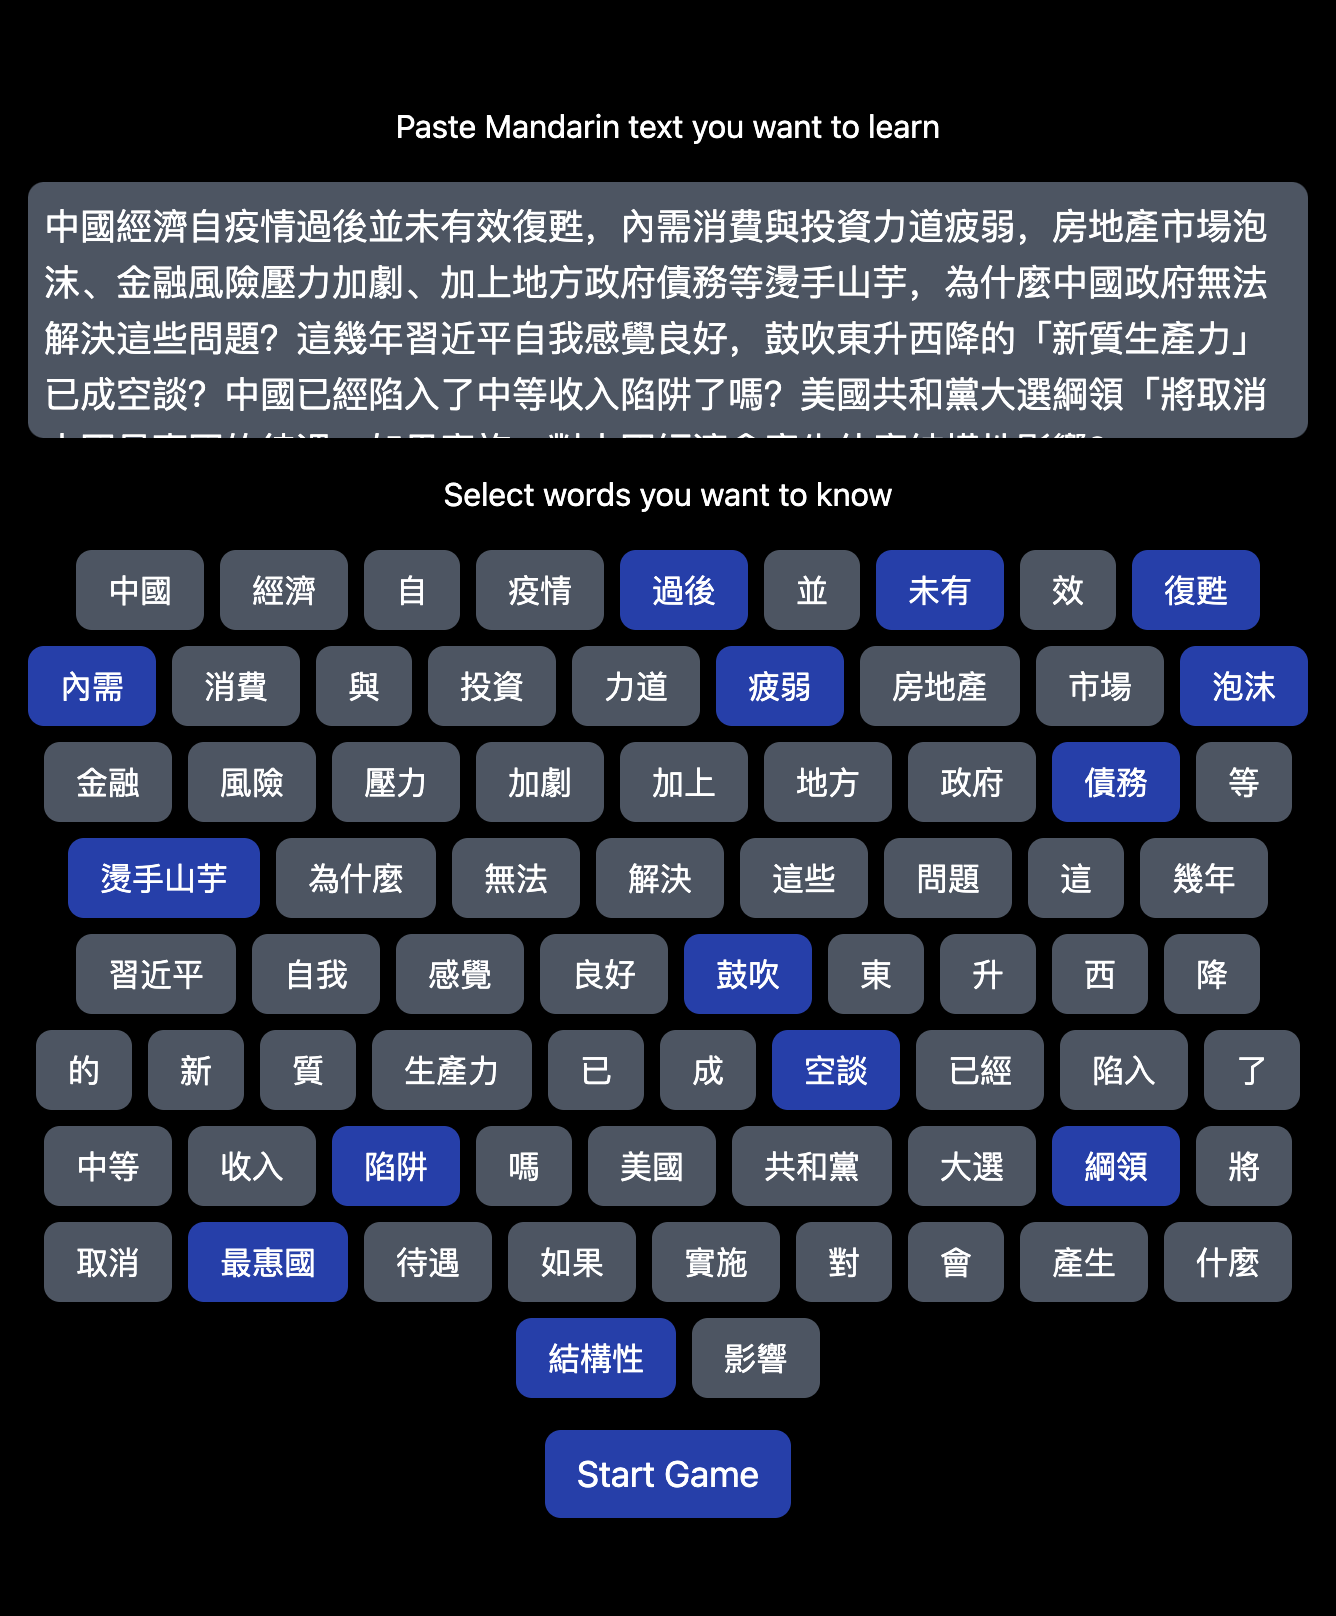 Paste Mandarin text you want to learn
中國經濟自疫情過後並未有效復甦，內需消費與投資力道疲弱，房地產市場泡
沫、金融風險壓力加劇、加上地方政府債務等燙手山芋，為什麼中國政府無法
解決這些問題？這幾年習近平自我感覺良好，鼓吹東升西降的「新質生產力」
已成空談？中國已經陷入了中等收入陷阱了嗎？美國共和黨大選綱領「將取消
Select words you want to know
中國 經濟 自 疫情 過後 並 未有 效 復甦
內需 消費 與 投資 力道 疲弱 房地產 市場 泡沫
金融 風險 壓力 加劇 加上 地方 政府 債務 等
燙手山芋 為什麼 無法 解決 這些 問題 這 幾年
習近平 自我 感覺 良好 鼓吹 東 升 西 降
的 新 質 生產力 已 成 空談 已經 陷入 了
中等 收入 陷阱 嗎 美國 共和黨 大選 綱領 將
取消 最惠國 待遇 如果 實施 對 會 產生 什麼
結構性 影響
Start Game